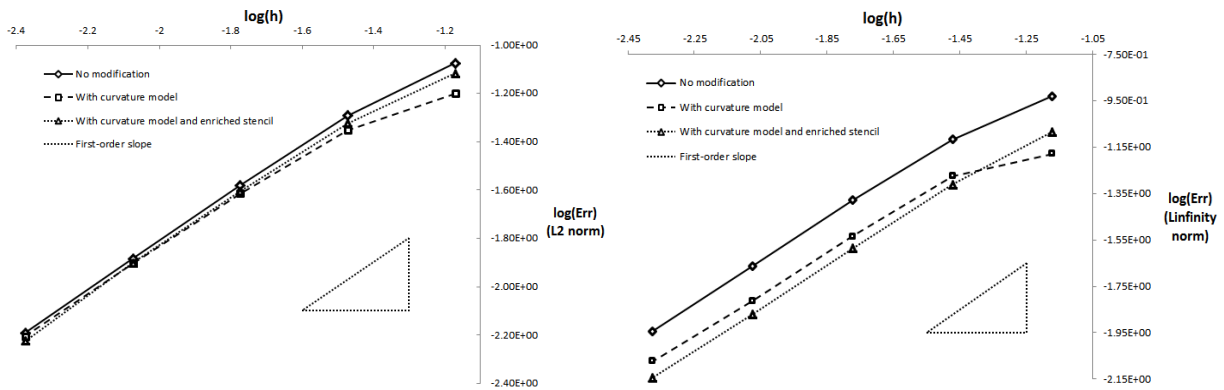 log(h)
-2.4 -2.2 -2 -1.8 -1.6 -1.4 -1.2
-1.00E+00
No modification
With curvature model
With curvature model and enriched stencil
First-order slope
-1.20E+00
-1.40E+00
-1.60E+00
-1.80E+00
-2.00E+00
-2.20E+00
-2.40E+00
log(Err)
(L2 norm)
log(h)
-2.45 -2.25 -2.05 -1.85 -1.65 -1.45 -1.25 -1.05
-7.50E-01
No modification
With curvature model
With curvature model and enriched stencil
First-order slope
-9.50E-01
-1.15E+00
-1.35E+00
-1.55E+00
-1.75E+00
-1.95E+00
-2.15E+00
log(Err)
(Linfinity
norm)